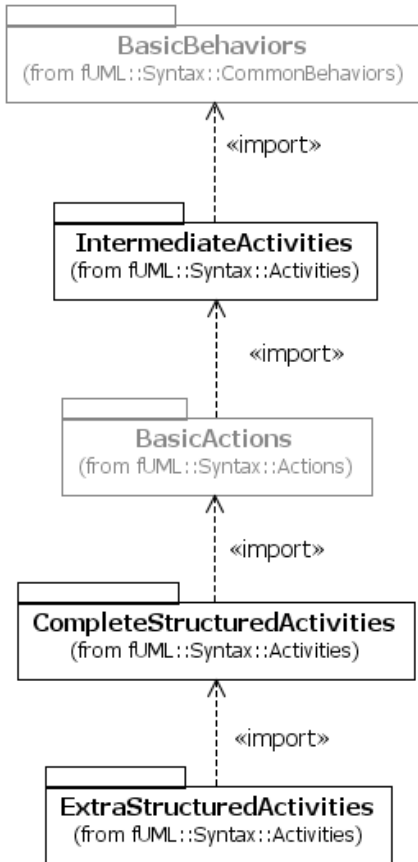 BasicBehaviors
(from fUML::Syntax::CommonBehaviors)
«import»
IntermediateActivities
(from fUML::Syntax::Activities)
«import»
BasicActions
(from fUML::Syntax::Actions)
«import»
CompleteStructuredActivities
(from fUML::Syntax::Activities)
«import»
ExtraStructuredActivities
(from fUML::Syntax::Activities)